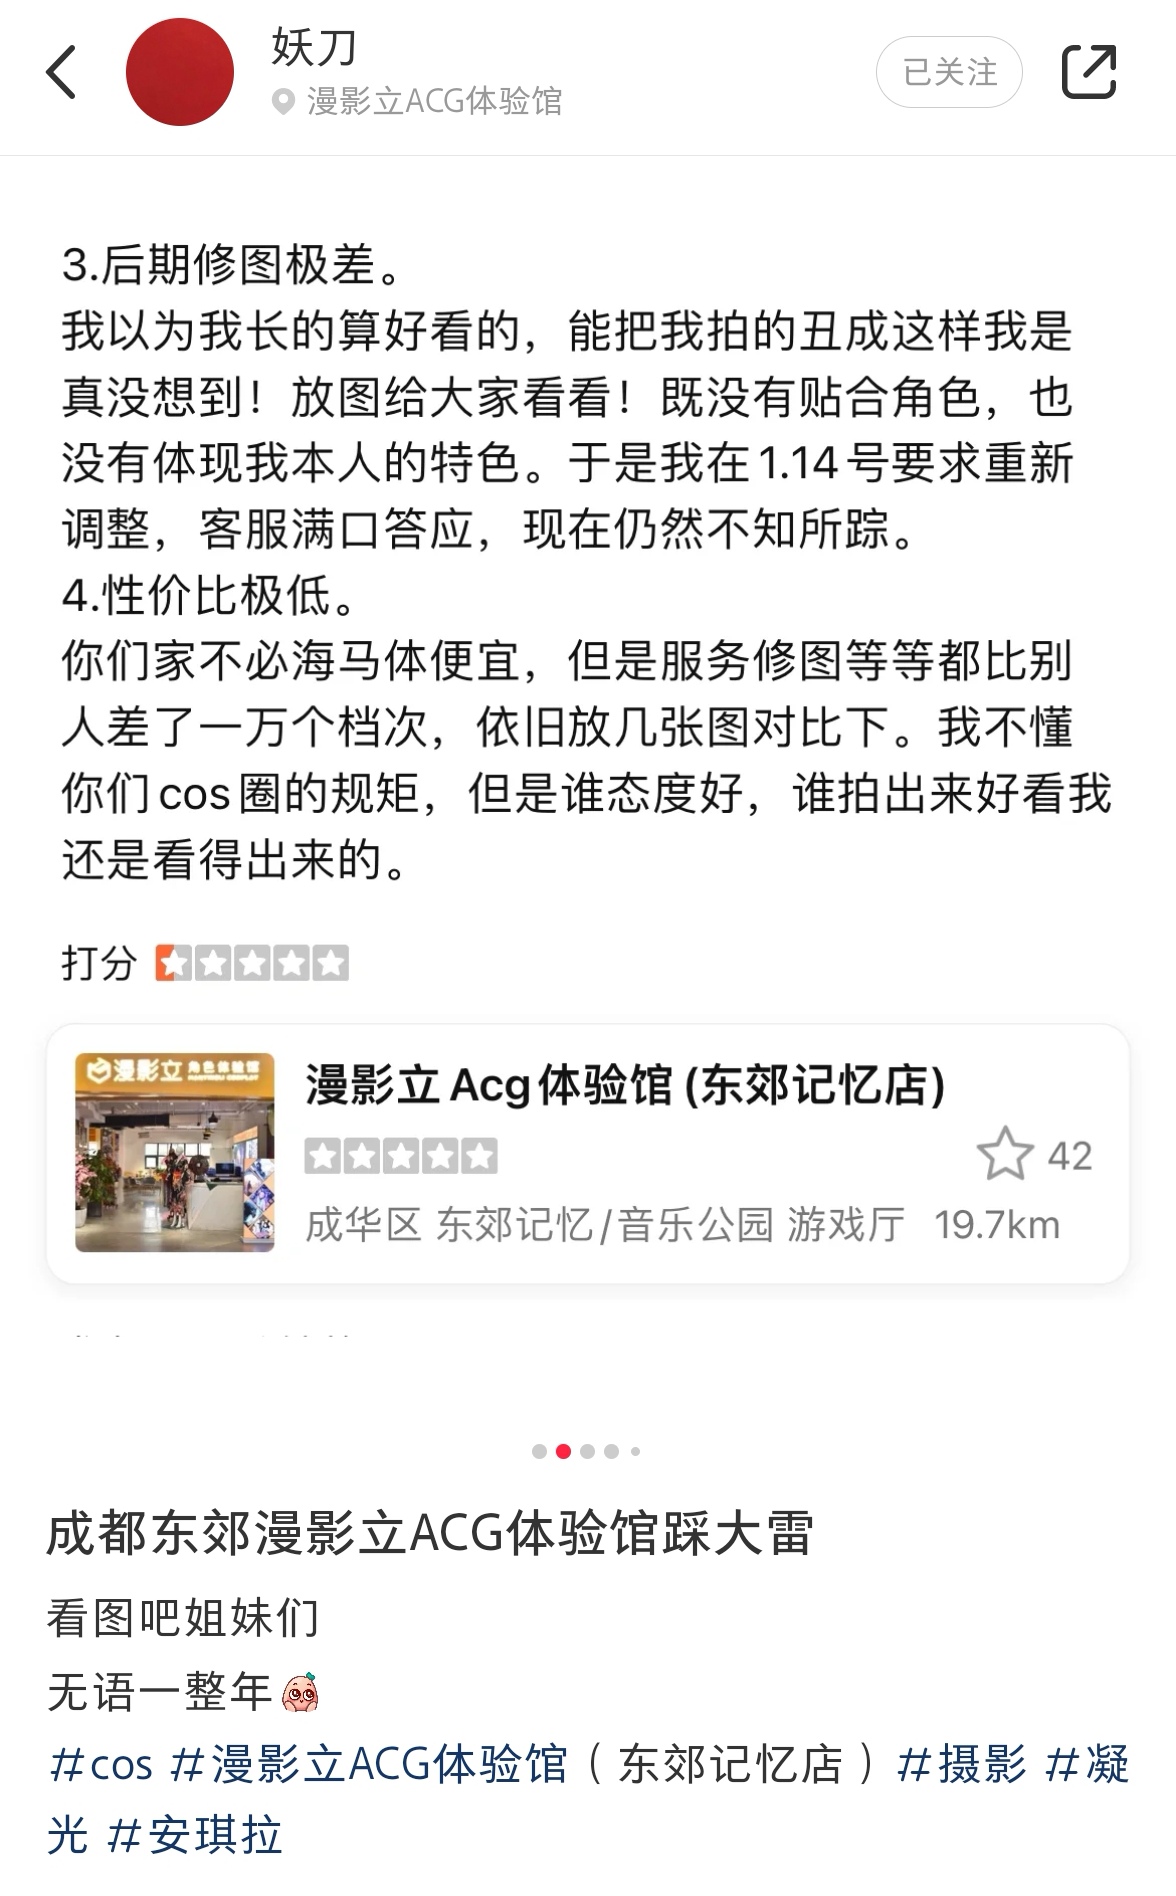 妖刀
漫影立ACG体验馆
已关注
3.后期修图极差。
我以为我长的算好看的，能把我拍的丑成这样我是
真没想到！放图给大家看看！既没有贴合角色，也
没有体现我本人的特色。于是我在1.14号要求重新
调整，客服满口答应，现在仍然不知所踪。
4.性价比极低。
你们家不必海马体便宜，但是服务修图等等都比别
人差了一万个档次，依旧放几张图对比下。我不懂
你们cos圈的规矩，但是谁态度好，谁拍出来好看我
还是看得出来的。
打分
漫影立 角色体验馆
漫影立Acg体验馆(东郊记忆店)
42
成华区 东郊记忆/音乐公园 游戏厅 19.7km
成都东郊漫影立ACG体验馆踩大雷
看图吧姐妹们
无语一整年
#cos #漫影立ACG体验馆（东郊记忆店）#摄影 #凝
光 #安琪拉